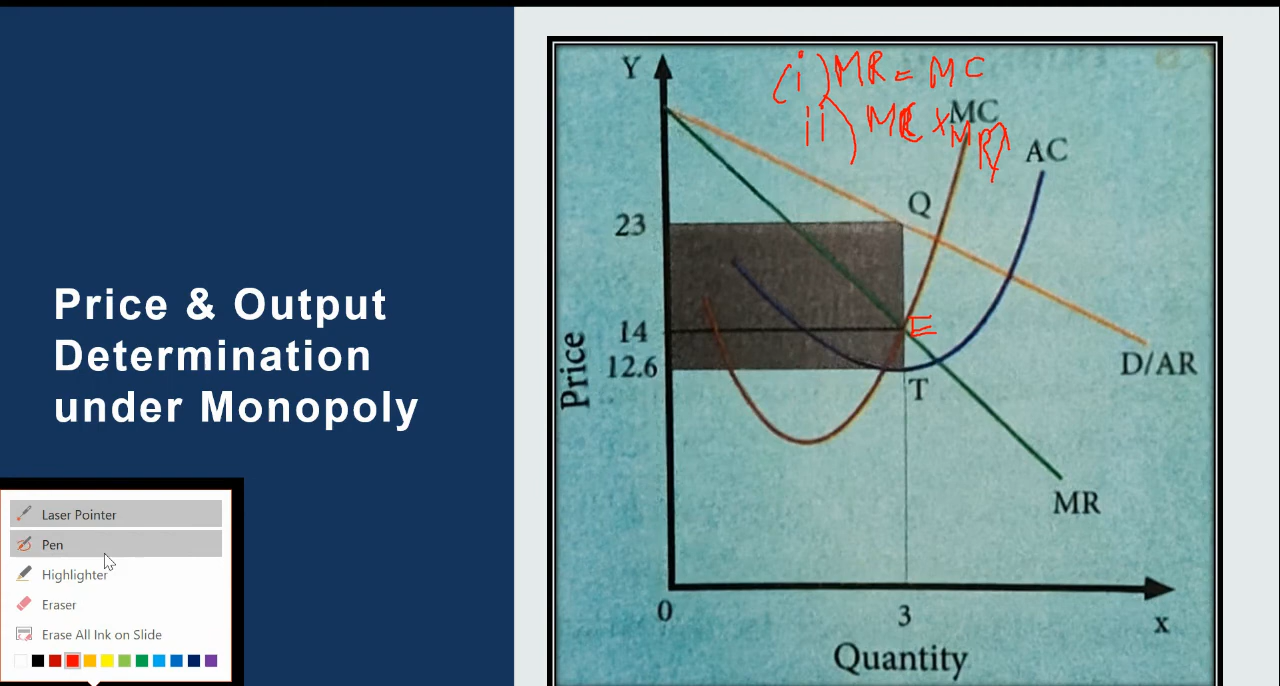 Price & Output
Determination
under Monopoly
Laser Pointer
Pen
Highlighter
Eraser
Erase All Ink on Slide
Y
(i) MR = MC
ii) MC x MR
MC
AC
Q
23
E
14
12.6
T
D/AR
MR
Price
0
3
x
Quantity